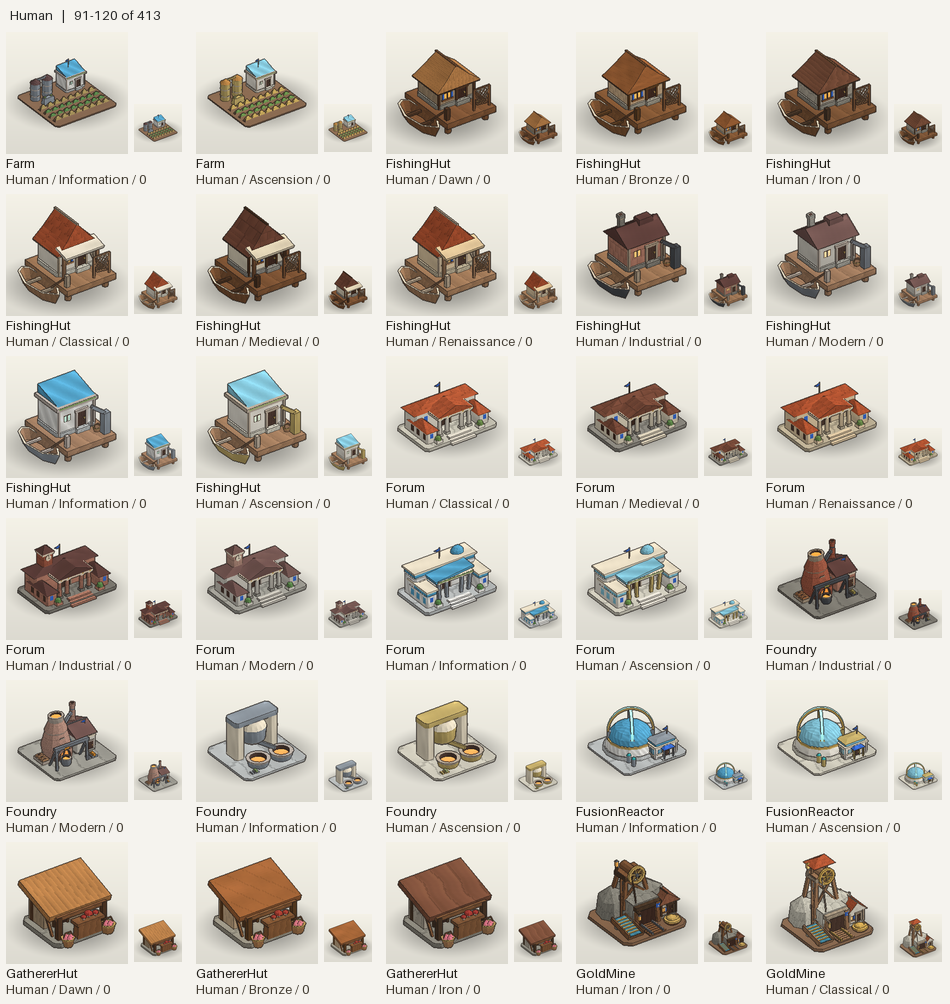 Human | 91-120 of 413
Farm
Human / Information / 0
Farm
Human / Ascension / 0
FishingHut
Human / Dawn / 0
FishingHut
Human / Bronze / 0
FishingHut
Human / Iron / 0
FishingHut
Human / Classical / 0
FishingHut
Human / Medieval / 0
FishingHut
Human / Renaissance / 0
FishingHut
Human / Industrial / 0
FishingHut
Human / Modern / 0
FishingHut
Human / Information / 0
FishingHut
Human / Ascension / 0
Forum
Human / Classical / 0
Forum
Human / Medieval / 0
Forum
Human / Renaissance / 0
Forum
Human / Industrial / 0
Forum
Human / Modern / 0
Forum
Human / Information / 0
Forum
Human / Ascension / 0
Foundry
Human / Industrial / 0
Foundry
Human / Modern / 0
Foundry
Human / Information / 0
Foundry
Human / Ascension / 0
FusionReactor
Human / Information / 0
FusionReactor
Human / Ascension / 0
GathererHut
Human / Dawn / 0
GathererHut
Human / Bronze / 0
GathererHut
Human / Iron / 0
GoldMine
Human / Iron / 0
GoldMine
Human / Classical / 0